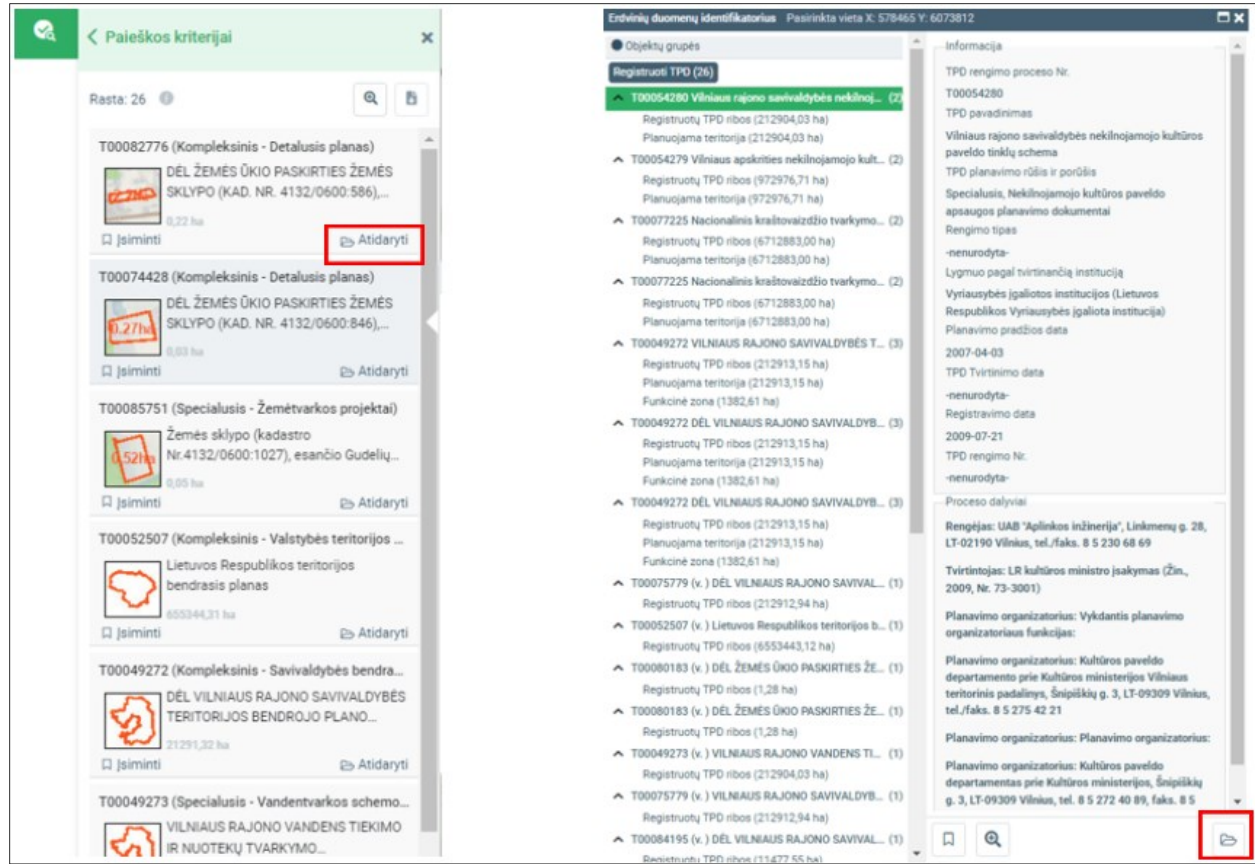 Paieškos kriterijai
Rasta: 26
T00082776 (Kompleksinis - Detalusis planas)
DĖL ŽEMĖS ŪKIO PASKIRTIES ŽEMĖS
SKLYPO (KAD. NR. 4132/0600:586),...
0,22 ha
Įsiminti
Atidaryti
T00074428 (Kompleksinis - Detalusis planas)
0.27ha
DĖL ŽEMĖS ŪKIO PASKIRTIES ŽEMĖS
SKLYPO (KAD. NR. 4132/0600:846),...
0,03 ha
Įsiminti
Atidaryti
T00085751 (Specialusis - Žemėtvarkos projektai)
0.52ha
Žemės sklypo (kadastro
Nr.4132/0600:1027), esančio Gudelių...
0,05 ha
Įsiminti
Atidaryti
T00052507 (Kompleksinis - Valstybės teritorijos ...
Lietuvos Respublikos teritorijos
bendrasis planas
655344,31 ha
Įsiminti
Atidaryti
T00049272 (Kompleksinis - Savivaldybės bendra...
DĖL VILNIAUS RAJONO SAVIVALDYBĖS
TERITORIJOS BENDROJO PLANO...
21291,32 ha
Įsiminti
Atidaryti
T00049273 (Specialusis - Vandentvarkos schemo...
VILNIAUS RAJONO VANDENS TIEKIMO
IR NUOTEKŲ TVARKYMO...
Erdvinių duomenų identifikatorius Pasirinkta vieta X: 578465 Y: 6073812
Objektų grupės
Registruoti TPD (26)
T00054280 Vilniaus rajono savivaldybės nekilnoj... (2)
Registruotų TPD ribos (212904,03 ha)
Planuojama teritorija (212904,03 ha)
T00054279 Vilniaus apskrities nekilnojamojo kult... (2)
Registruotų TPD ribos (972976,71 ha)
Planuojama teritorija (972976,71 ha)
T00077225 Nacionalinis kraštovaizdžio tvarkymo... (2)
Registruotų TPD ribos (6712883,00 ha)
Planuojama teritorija (6712883,00 ha)
T00077225 Nacionalinis kraštovaizdžio tvarkymo... (2)
Registruotų TPD ribos (6712883,00 ha)
Planuojama teritorija (6712883,00 ha)
T00049272 VILNIAUS RAJONO SAVIVALDYBĖS T... (3)
Registruotų TPD ribos (212913,15 ha)
Planuojama teritorija (212913,15 ha)
Funkcinė zona (1382,61 ha)
T00049272 DĖL VILNIAUS RAJONO SAVIVALDYB... (3)
Registruotų TPD ribos (212913,15 ha)
Planuojama teritorija (212913,15 ha)
Funkcinė zona (1382,61 ha)
T00049272 DĖL VILNIAUS RAJONO SAVIVALDYB... (3)
Registruotų TPD ribos (212913,15 ha)
Planuojama teritorija (212913,15 ha)
Funkcinė zona (1382,61 ha)
T00075779 (v. ) DĖL VILNIAUS RAJONO SAVIVAL... (1)
Registruotų TPD ribos (212912,94 ha)
T00052507 (v. ) Lietuvos Respublikos teritorijos b... (1)
Registruotų TPD ribos (6553443,12 ha)
T00080183 (v. ) DĖL ŽEMĖS ŪKIO PASKIRTIES ŽE... (1)
Registruotų TPD ribos (1,28 ha)
T00080183 (v. ) DĖL ŽEMĖS ŪKIO PASKIRTIES ŽE... (1)
Registruotų TPD ribos (1,28 ha)
T00049273 (v. ) VILNIAUS RAJONO VANDENS TI... (1)
Registruotų TPD ribos (212904,03 ha)
T00075779 (v. ) VILNIAUS RAJONO SAVIVALDYB... (1)
Registruotų TPD ribos (212912,94 ha)
T00084195 (v. ) DĖL VILNIAUS RAJONO SAVIVAL... (1)
Registruotų TPD ribos (11477,55 ha)
Informacija
TPD rengimo proceso Nr.
T00054280
TPD pavadinimas
Vilniaus rajono savivaldybės nekilnojamojo kultūros
paveldo tinklų schema
TPD planavimo rūšis ir porūšis
Specialusis, Nekilnojamojo kultūros paveldo
apsaugos planavimo dokumentai
Rengimo tipas
-nenurodyta-
Lygmuo pagal tvirtinančią instituciją
Vyriausybės įgaliotos institucijos (Lietuvos
Respublikos Vyriausybės įgaliota institucija)
Planavimo pradžios data
2007-04-03
TPD Tvirtinimo data
-nenurodyta-
Registravimo data
2009-07-21
TPD rengimo Nr.
-nenurodyta-
Proceso dalyviai
Rengėjas: UAB "Aplinkos inžinerija", Linkmenų g. 28,
LT-02190 Vilnius, tel./faks. 8 5 230 68 69
Tvirtintojas: LR kultūros ministro įsakymas (Žin.,
2009, Nr. 73-3001)
Planavimo organizatorius: Vykdantis planavimo
organizatoriaus funkcijas:
Planavimo organizatorius: Kultūros paveldo
departamento prie Kultūros ministerijos Vilniaus
teritorinis padalinys, Šnipiškių g. 3, LT-09309 Vilnius,
tel./faks. 8 5 275 42 21
Planavimo organizatorius: Planavimo organizatorius:
Planavimo organizatorius: Kultūros paveldo
departamentas prie Kultūros ministerijos, Šnipiškių
g. 3, LT-09309 Vilnius, tel. 8 5 272 40 89, faks. 8 5